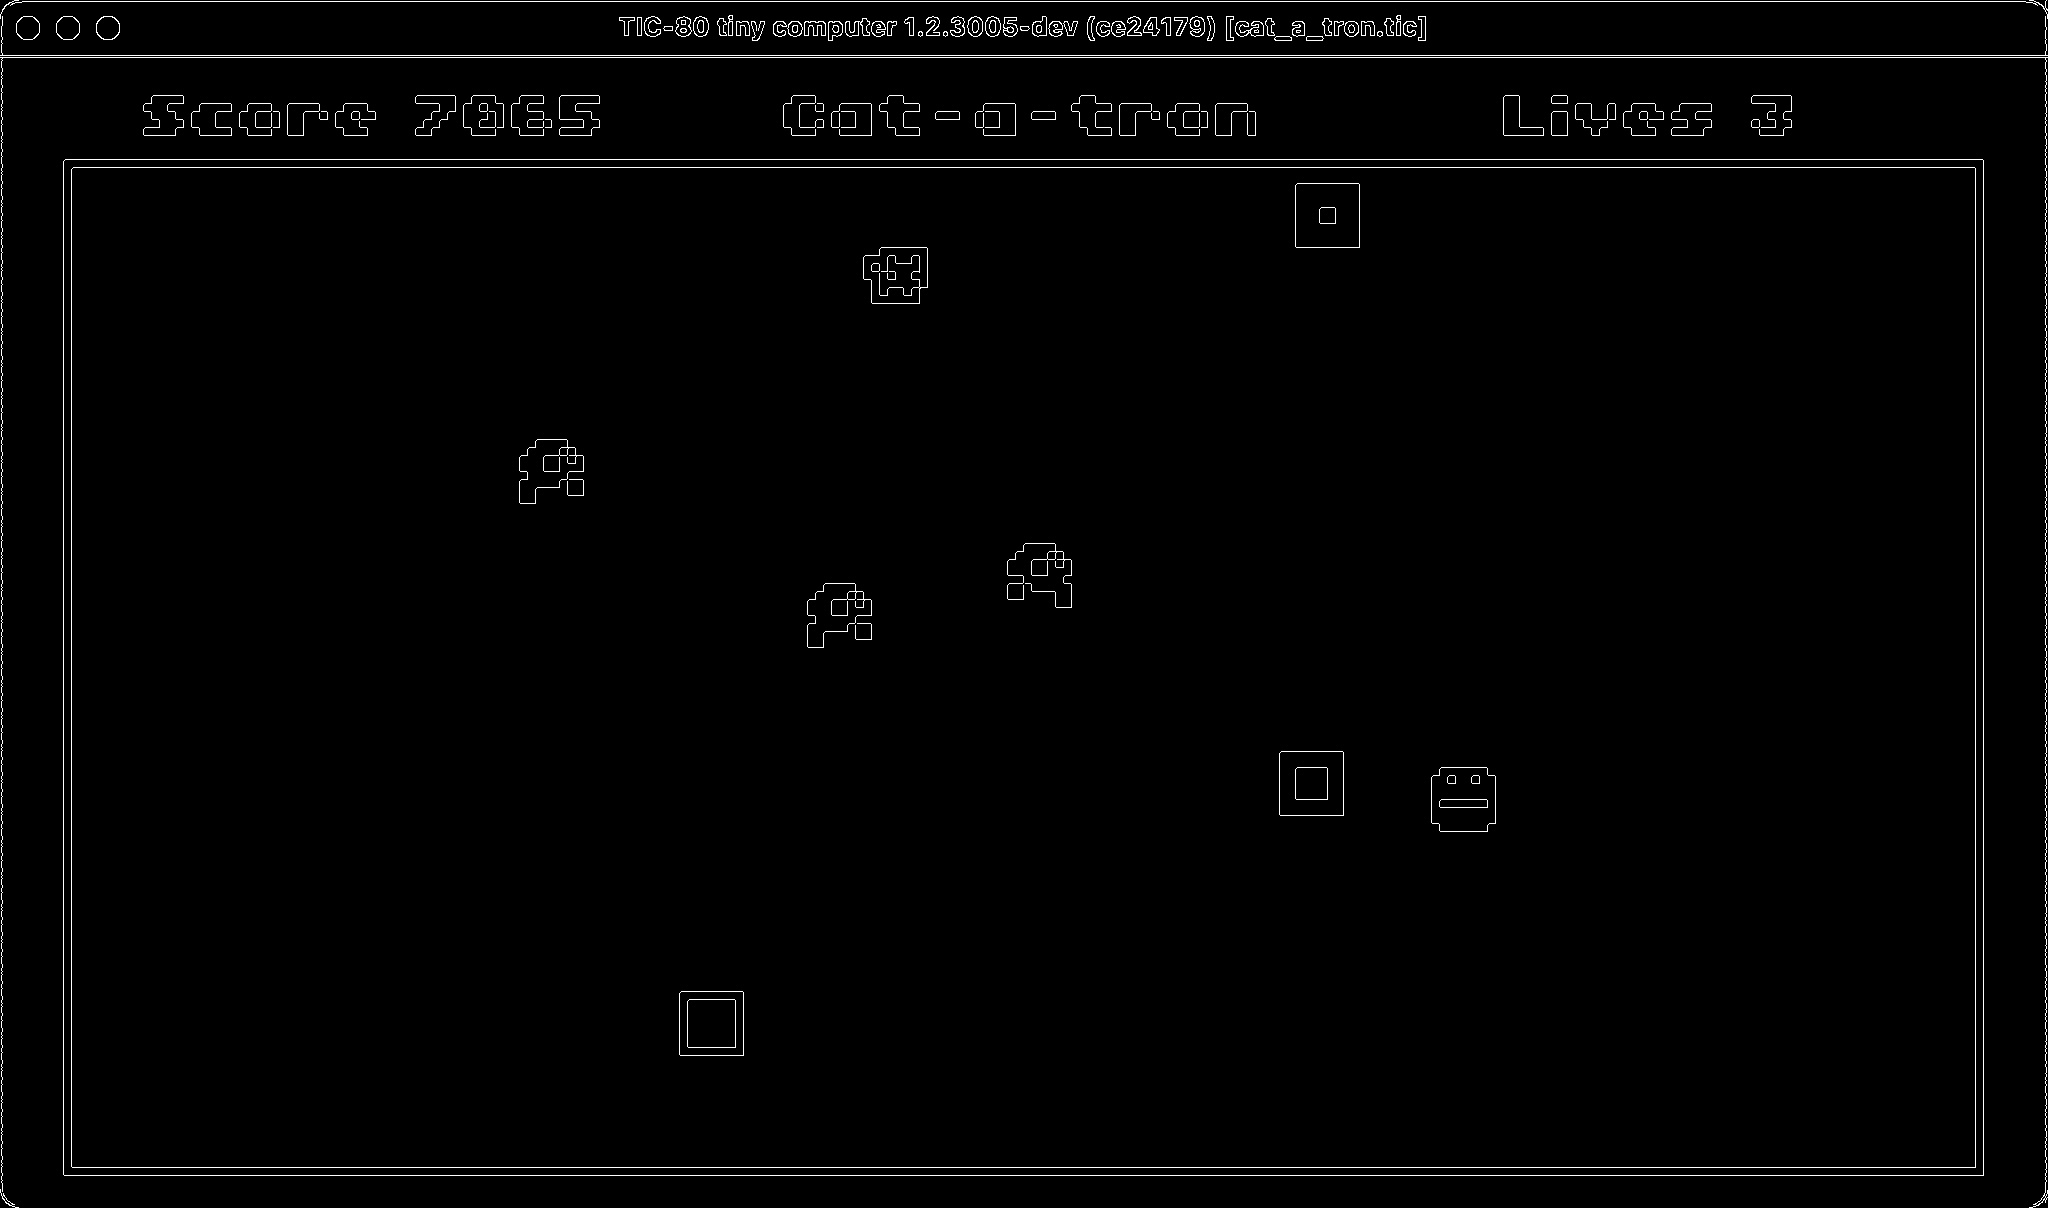 TIC-80 tiny computer 1.2.3005-dev (ce24179) [cat_a_tron.tic]
Score 7065 Cat-a-tron Lives 3